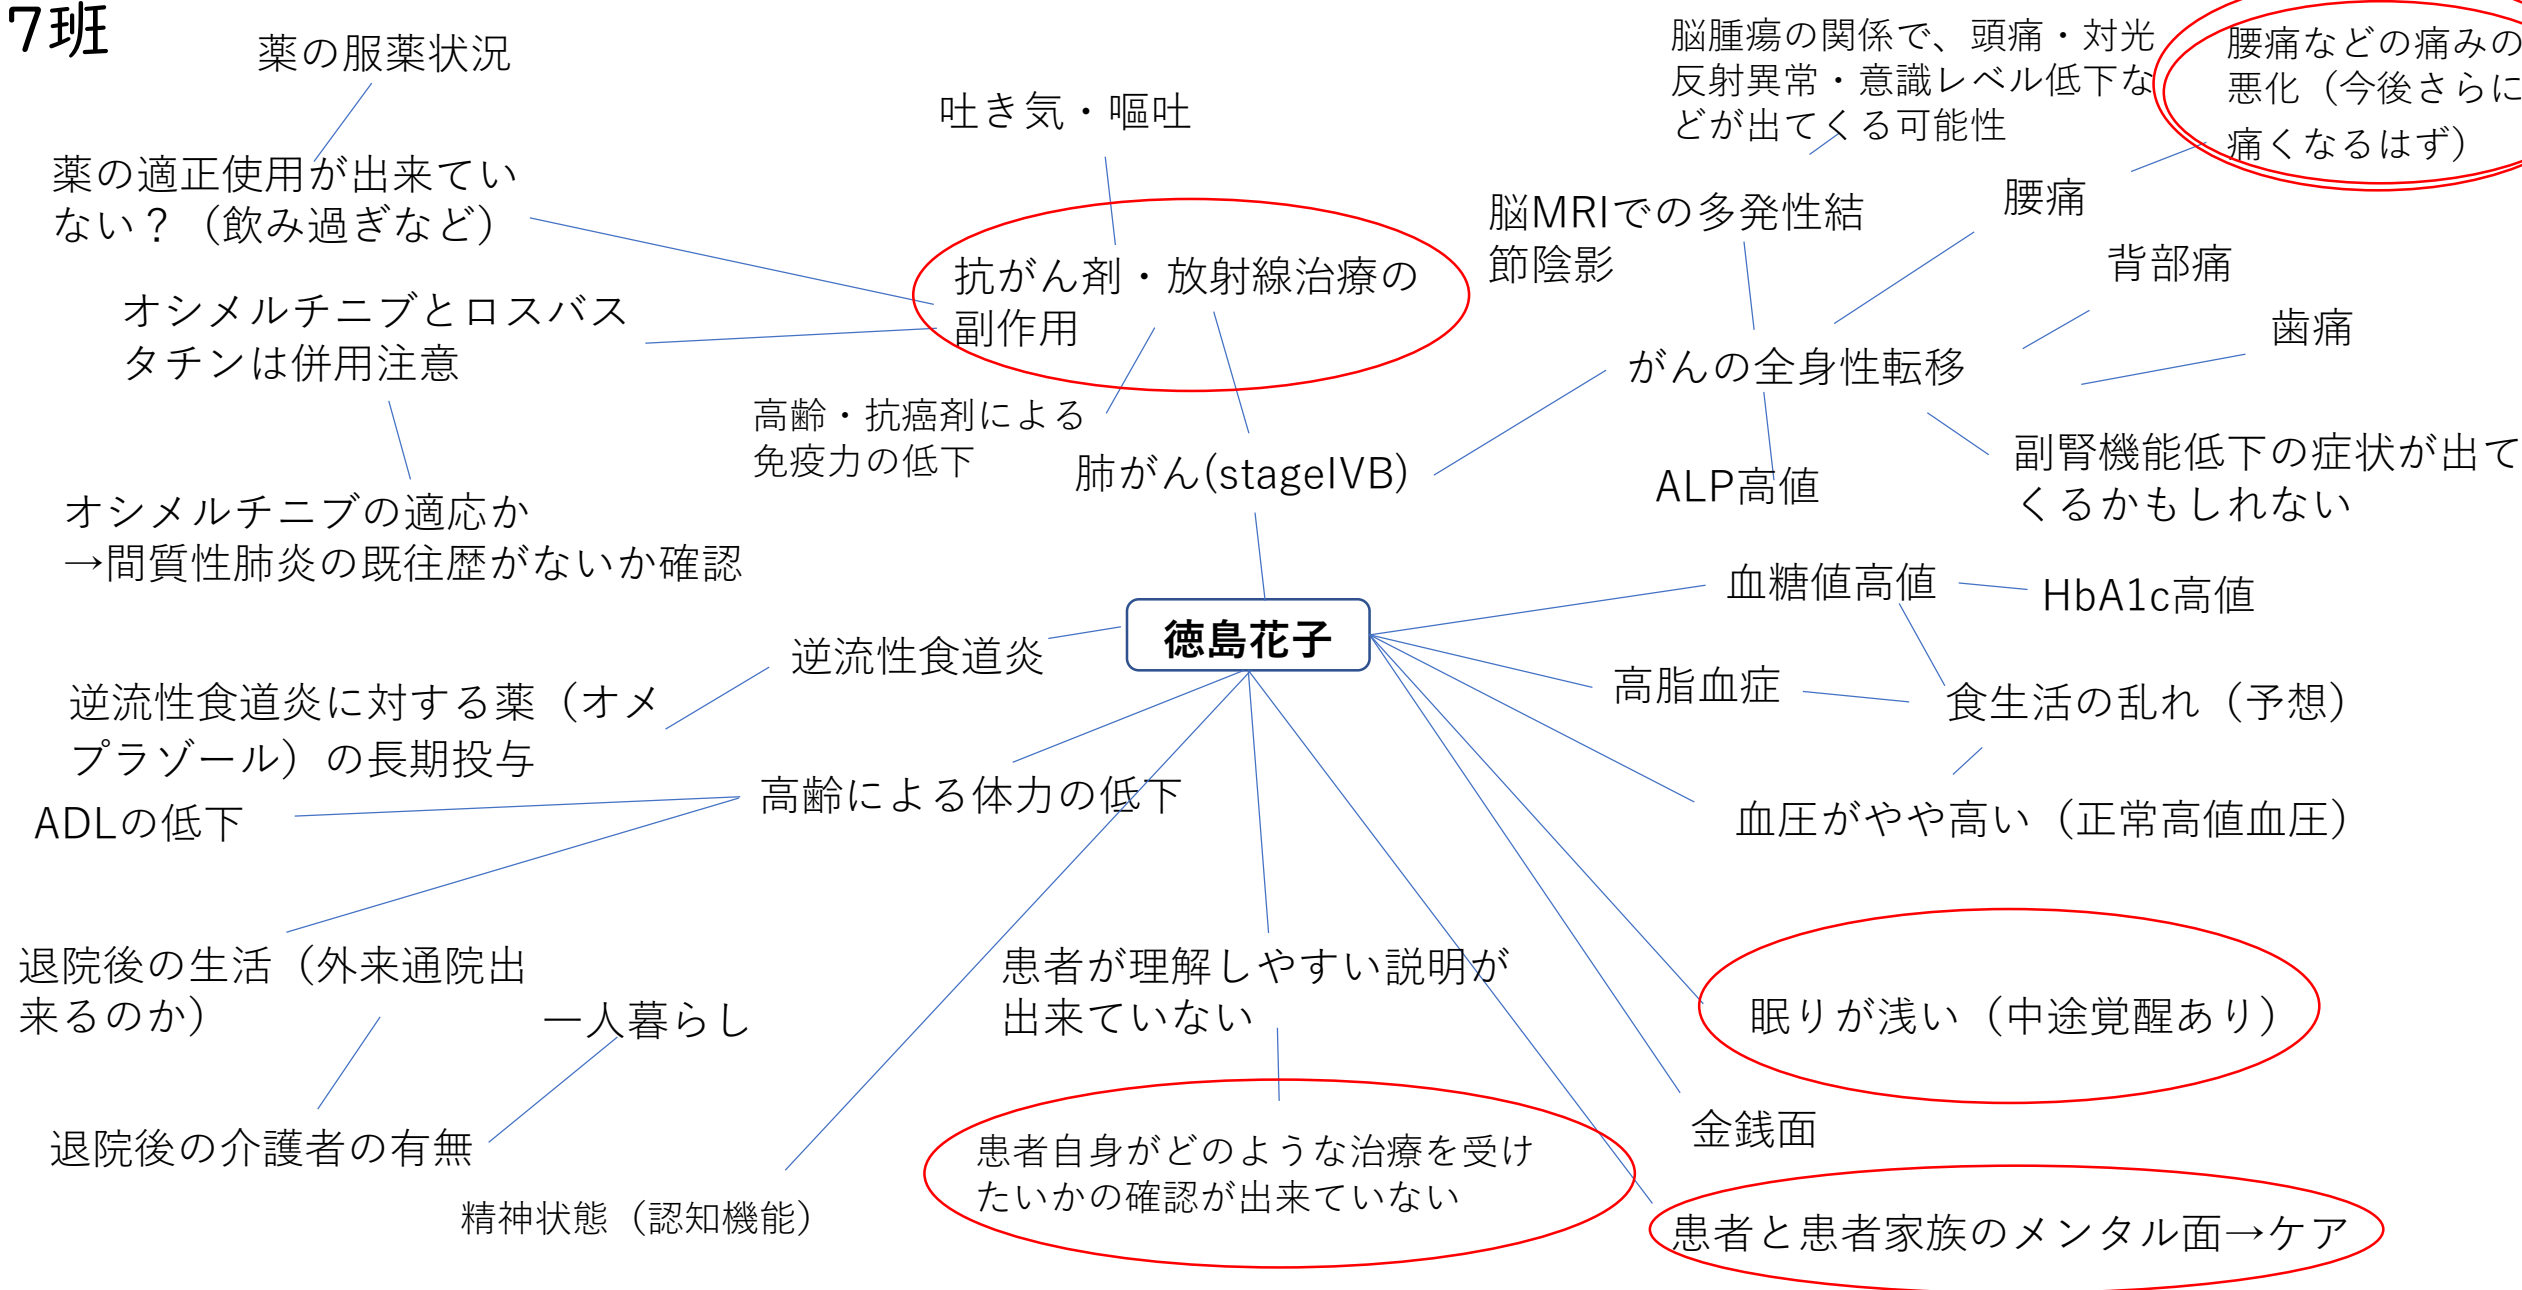 7班
薬の服薬状況
吐き気・嘔吐
脳腫瘍の関係で、頭痛・対光
反射異常・意識レベル低下な
どが出てくる可能性
腰痛などの痛みの
悪化（今後さらに
痛くなるはず）
薬の適正使用が出来てい
ない？（飲み過ぎなど）
抗がん剤・放射線治療の
副作用
脳MRIでの多発性結
節陰影
腰痛
背部痛
歯痛
オシメルチニブとロスバス
タチンは併用注意
がんの全身性転移
高齢・抗癌剤による
免疫力の低下
肺がん(stageIVB)
ALP高値
副腎機能低下の症状が出て
くるかもしれない
オシメルチニブの適応か
→間質性肺炎の既往歴がないか確認
血糖値高値
HbA1c高値
徳島花子
逆流性食道炎
高脂血症
食生活の乱れ（予想）
逆流性食道炎に対する薬（オメ
プラゾール）の長期投与
高齢による体力の低下
ADLの低下
血圧がやや高い（正常高値血圧）
退院後の生活（外来通院出
来るのか）
一人暮らし
患者が理解しやすい説明が
出来ていない
眠りが浅い（中途覚醒あり）
退院後の介護者の有無
金銭面
患者自身がどのような治療を受け
たいかの確認が出来ていない
精神状態（認知機能）
患者と患者家族のメンタル面→ケア